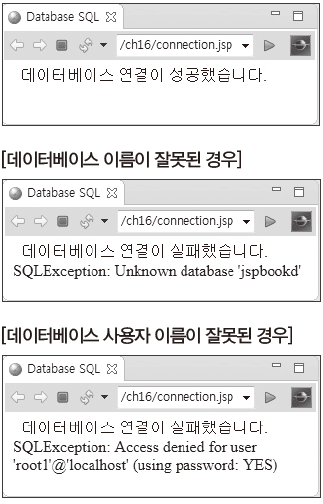 Database SQL
/ch16/connection.jsp
데이터베이스 연결이 성공했습니다.
[데이터베이스 이름이 잘못된 경우]
Database SQL
/ch16/connection.jsp
데이터베이스 연결이 실패했습니다.
SQLException: Unknown database 'jspbookd'
[데이터베이스 사용자 이름이 잘못된 경우]
Database SQL
/ch16/connection.jsp
데이터베이스 연결이 실패했습니다.
SQLException: Access denied for user
'root1'@'localhost' (using password: YES)